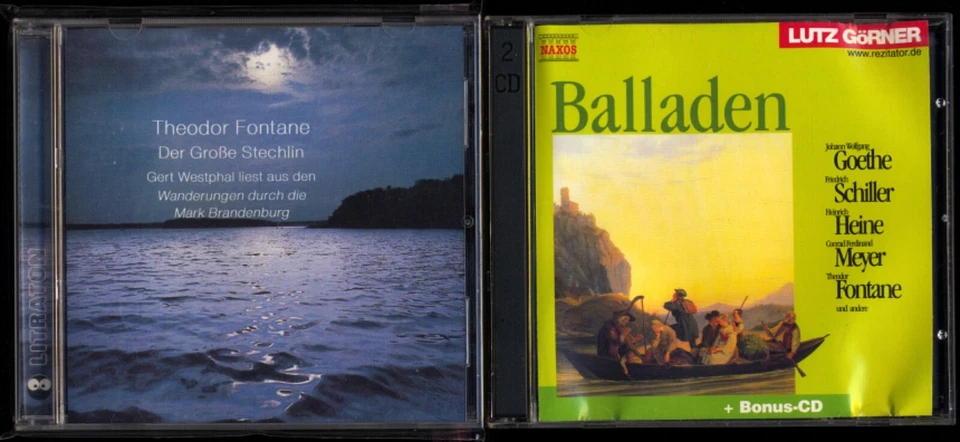 Theodor Fontane
Der Große Stechlin
Gert Westphal liest aus den
Wanderungen durch die
Mark Brandenburg
LITRATON
2
CD
NAXOS
LUTZ GöRNER
www.rezitator.de
Balladen
Johann Wolfgang
Goethe
Friedrich
Schiller
Heinrich
Heine
Conrad Ferdinand
Meyer
Theodor
Fontane
und andere
+ Bonus-CD